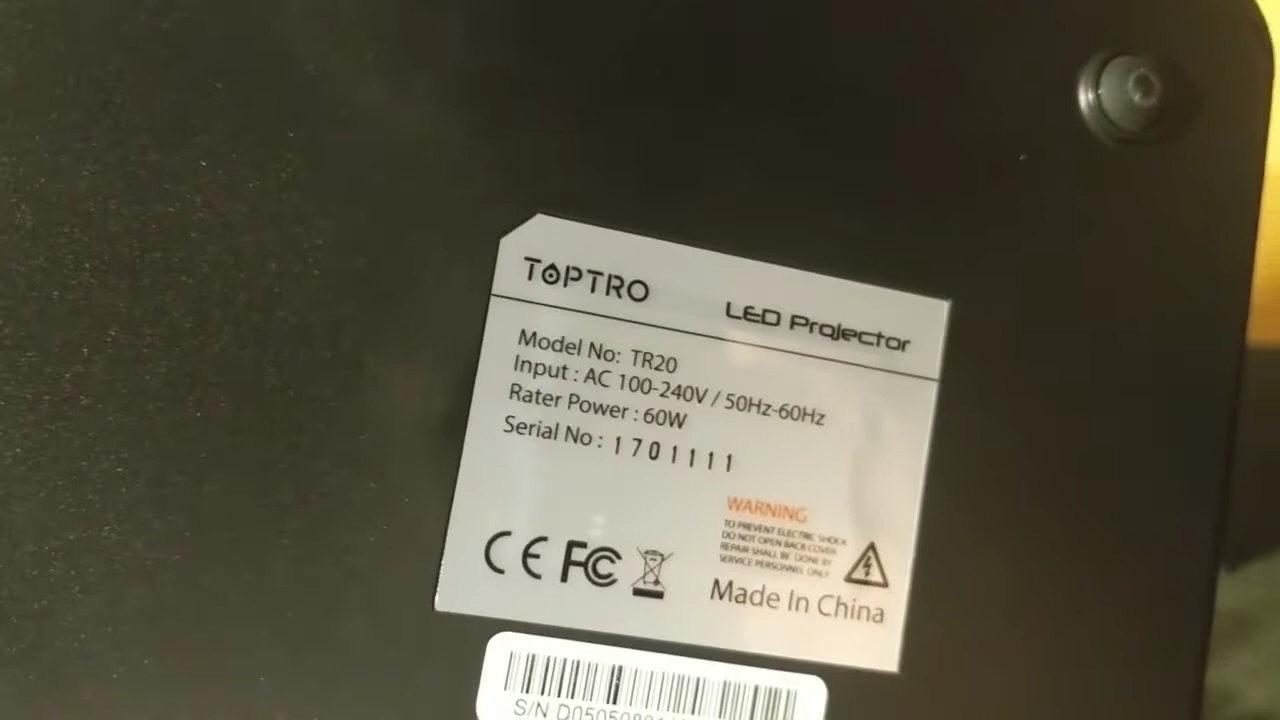 TOPTRO LED Projector
Model No: TR20
Input : AC 100-240V / 50Hz-60Hz
Rater Power : 60W
Serial No : 1701111
WARNING
TO PREVENT ELECTRIC SHOCK
DO NOT OPEN BACK COVER
REPAIR SHALL BE DONE BY
SERVICE PERSONNEL ONLY
CE FC
Made In China
S/N